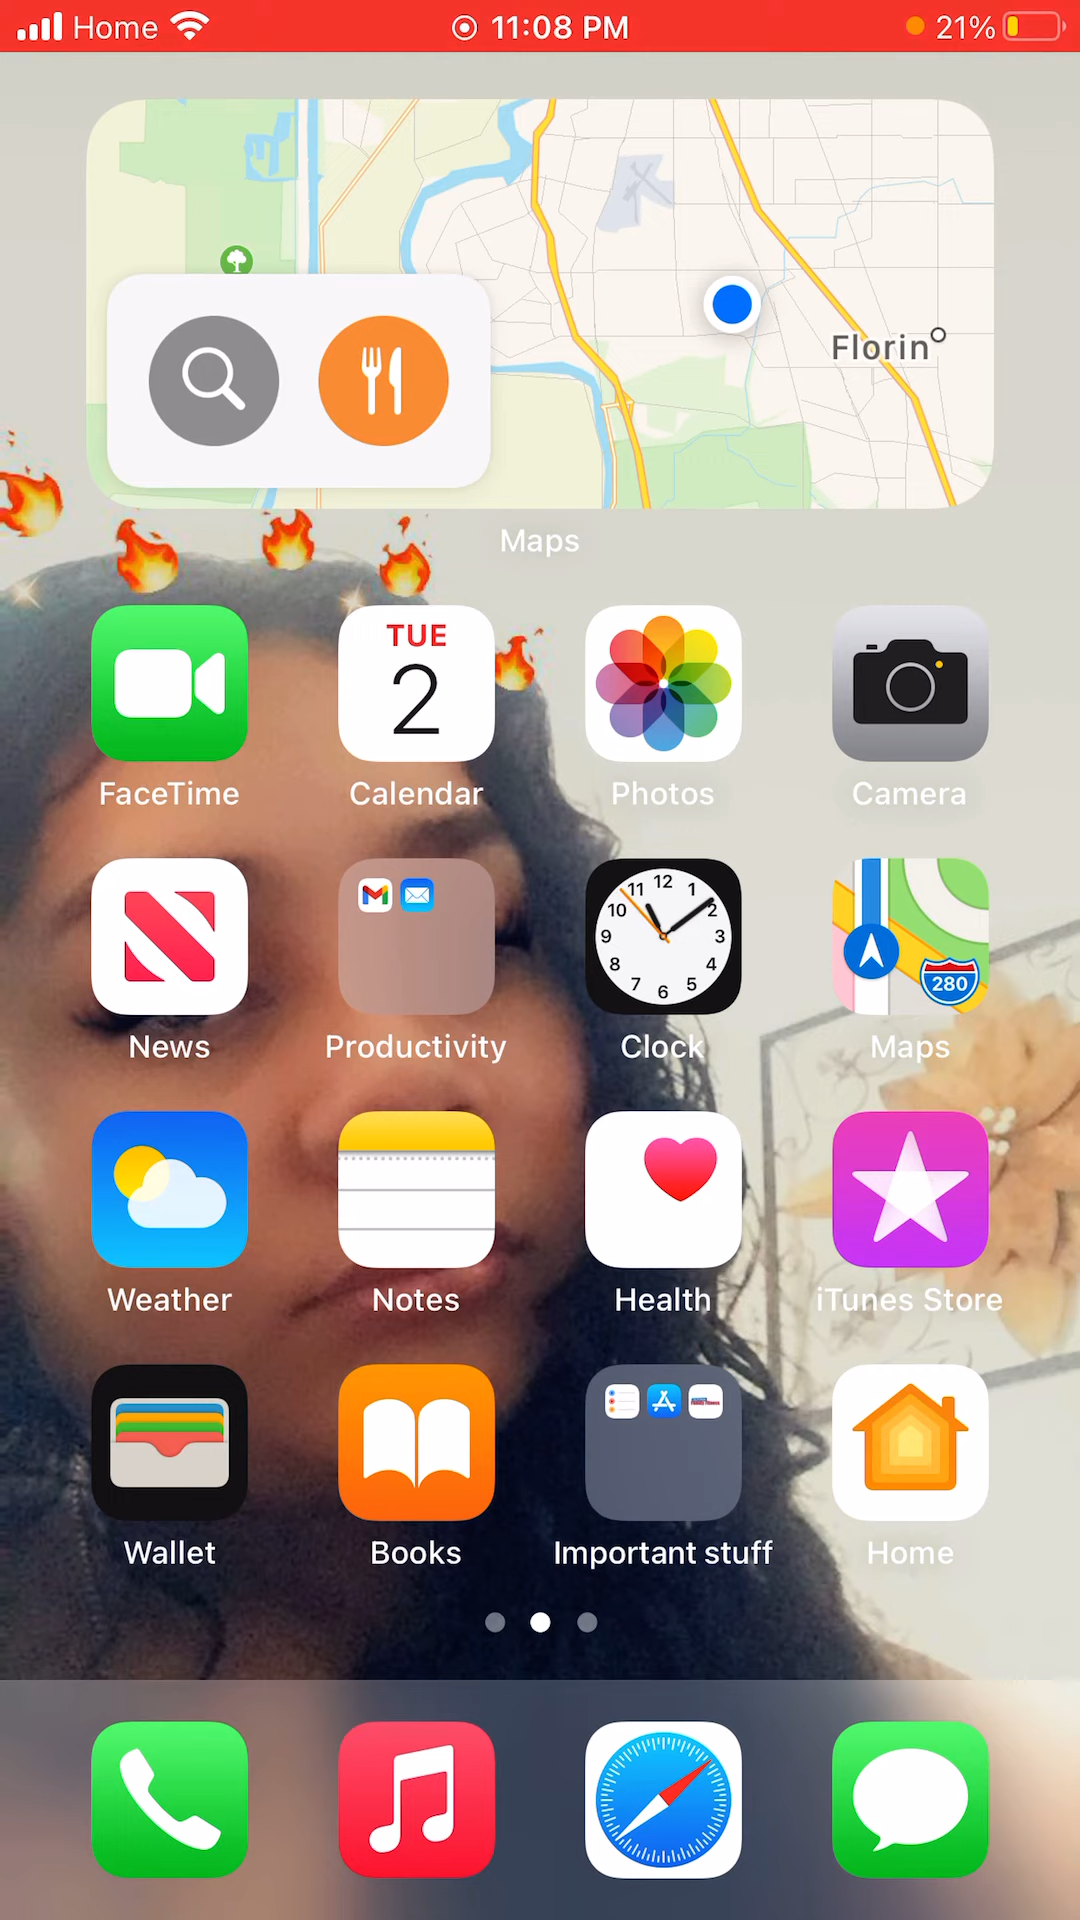 Home 11:08 PM 21%
Florin
Maps
TUE
2
FaceTime Calendar Photos Camera
12
11 1
10 2
9 3
8 4
7 5
6
280
News Productivity Clock Maps
Weather Notes Health iTunes Store
Wallet Books Important stuff Home